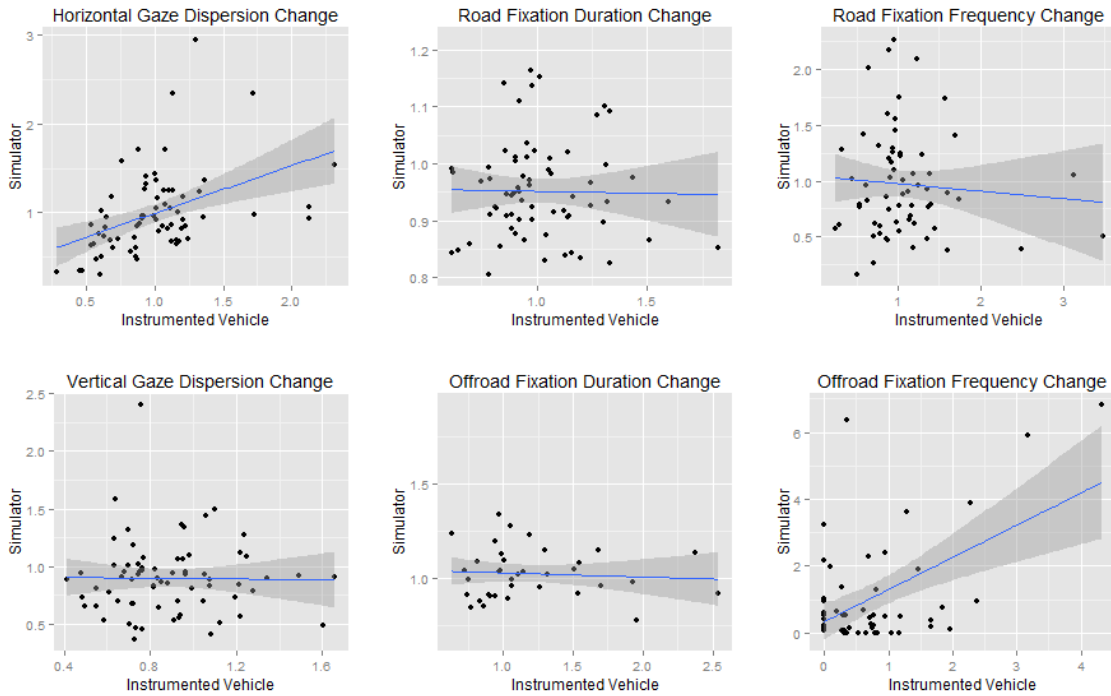 Horizontal Gaze Dispersion Change
3
2
1
0.5 1.0 1.5 2.0
Simulator
Instrumented Vehicle
Road Fixation Duration Change
1.2
1.1
1.0
0.9
0.8
1.0 1.5
Simulator
Instrumented Vehicle
Road Fixation Frequency Change
2.0
1.5
1.0
0.5
1 2 3
Simulator
Instrumented Vehicle
Vertical Gaze Dispersion Change
2.5
2.0
1.5
1.0
0.5
0.4 0.8 1.2 1.6
Simulator
Instrumented Vehicle
Offroad Fixation Duration Change
2.0
1.5
1.0
1.0 1.5 2.0 2.5
Simulator
Instrumented Vehicle
Offroad Fixation Frequency Change
6
4
2
0
0 1 2 3 4
Simulator
Instrumented Vehicle